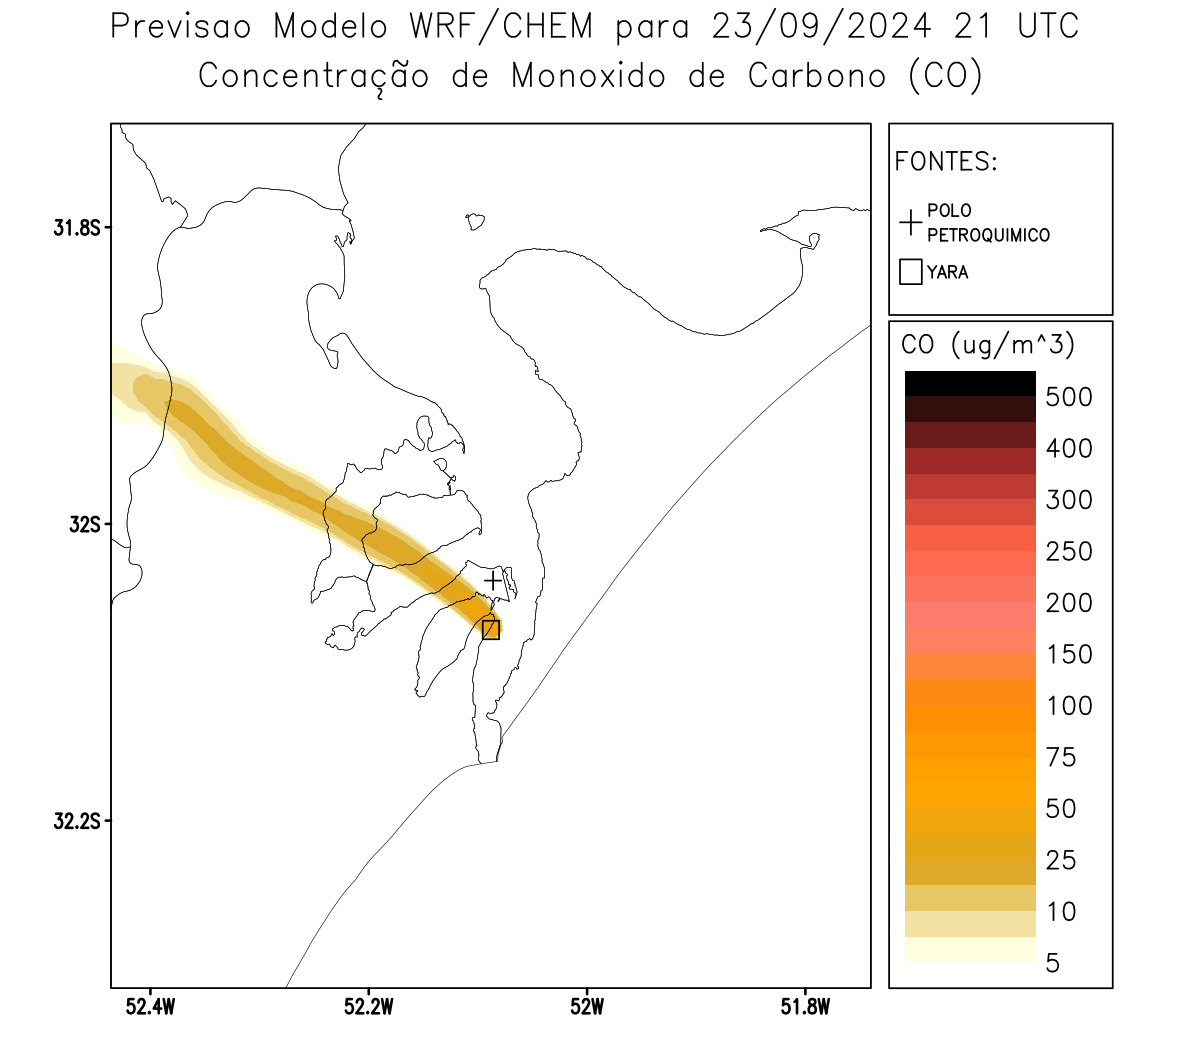 Previsao Modelo WRF/CHEM para 23/09/2024 21 UTC
Concentração de Monoxido de Carbono (CO)
FONTES:
POLO
PETROQUIMICO
YARA
CO (ug/m^3)
500
400
300
250
200
150
100
75
50
25
10
5
31.8S
32S
32.2S
52.4W
52.2W
52W
51.8W